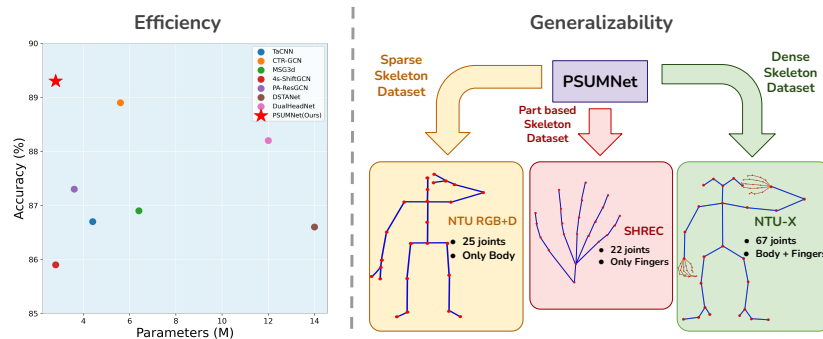 Efficiency
90
89
88
87
86
85
Accuracy (%)
4
6
8
10
12
14
Parameters (M)
TaCNN
CTR-GCN
MSG3d
4s-ShiftGCN
PA-ResGCN
DSTANet
DualHeadNet
PSUMNet(Ours)
Generalizability
Sparse
Skeleton
Dataset
PSUMNet
Dense
Skeleton
Dataset
Part based
Skeleton
Dataset
NTU RGB+D
25 joints
Only Body
SHREC
22 joints
Only Fingers
NTU-X
67 joints
Body + Fingers